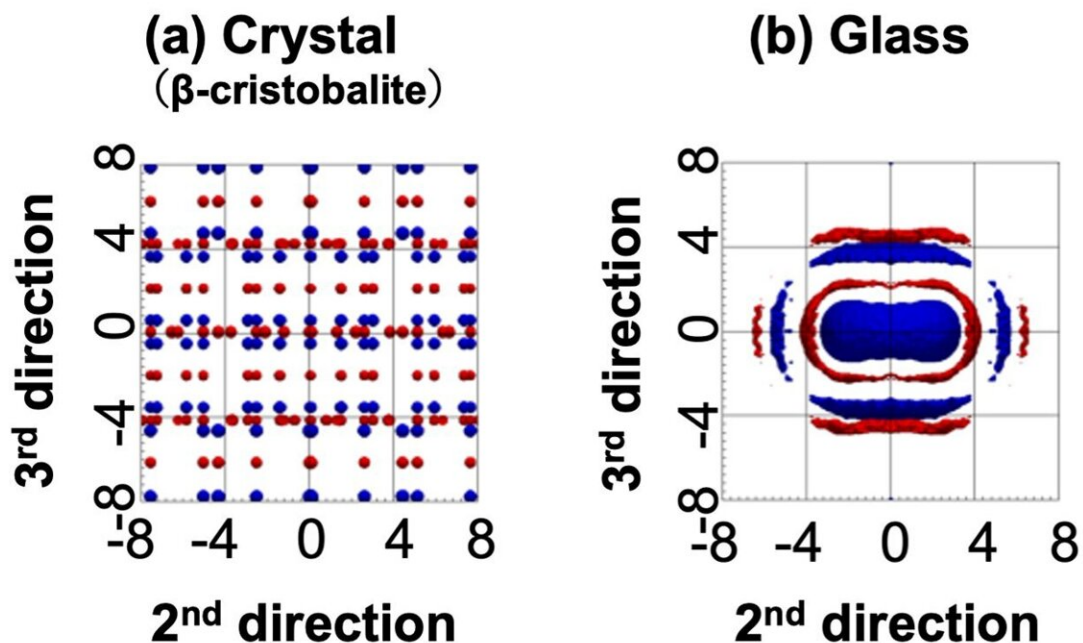 (a) Crystal
（β-cristobalite）
(b) Glass
3rd direction
8
4
0
-4
-8
-8 -4 0 4 8
2nd direction
3rd direction
8
4
0
-4
-8
-8 -4 0 4 8
2nd direction